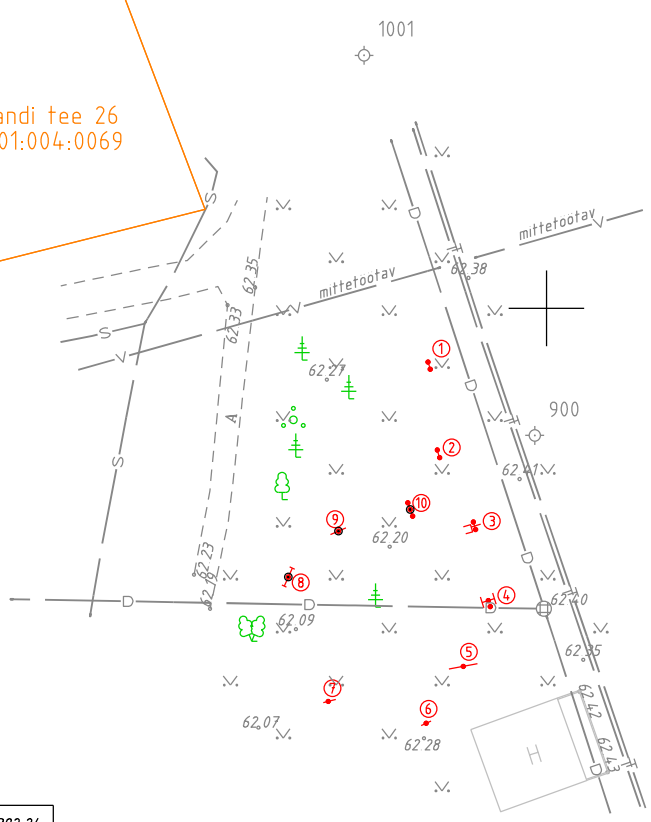 1001
andi tee 26
01:004:0069
S
D
T
mittetöötav
V
62.38
62.35
mittetöötav
V
62.33
S
V
1
62.27
D
A
900
T
2
S
62.41
10
9
3
62.20
D
62.23
8
62.19
4
62.40
T
D
D
D
62.09
5
62.35
7
62.42
6
62.07
62.28
H
62.43
T
D